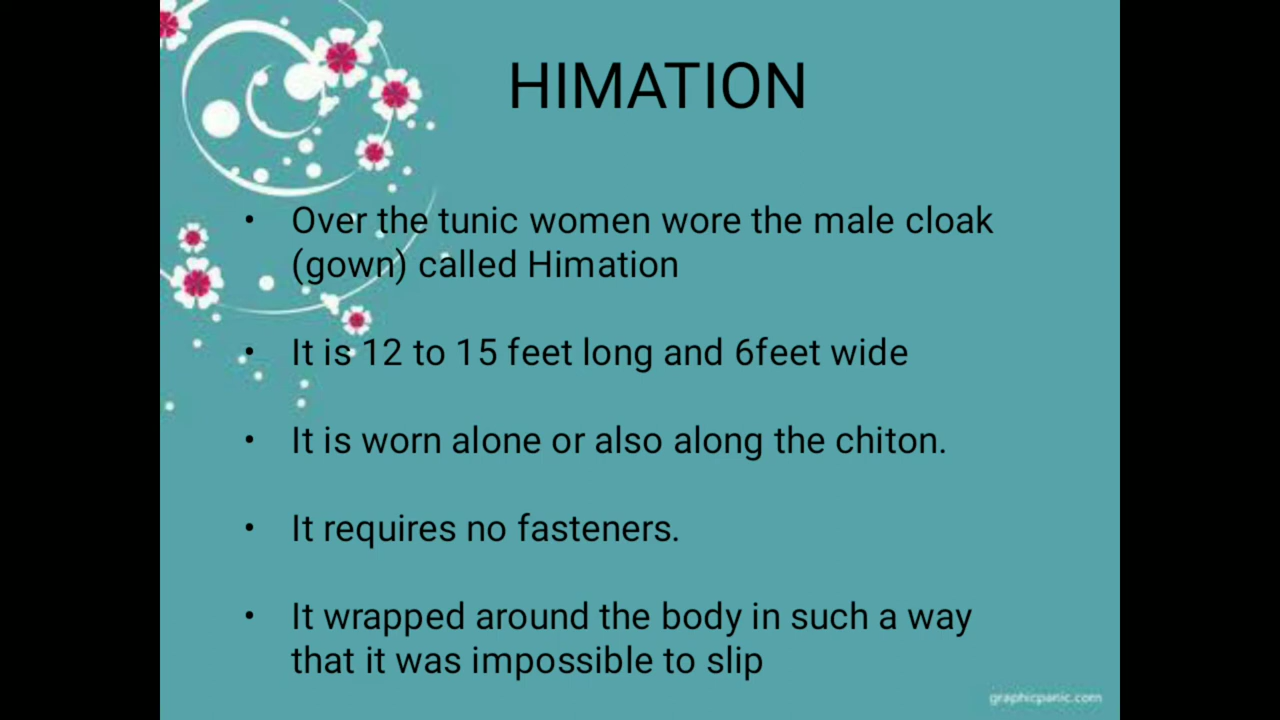 HIMATION
• Over the tunic women wore the male cloak
(gown) called Himation
• It is 12 to 15 feet long and 6feet wide
• It is worn alone or also along the chiton.
• It requires no fasteners.
• It wrapped around the body in such a way
that it was impossible to slip
graphicpanic.com